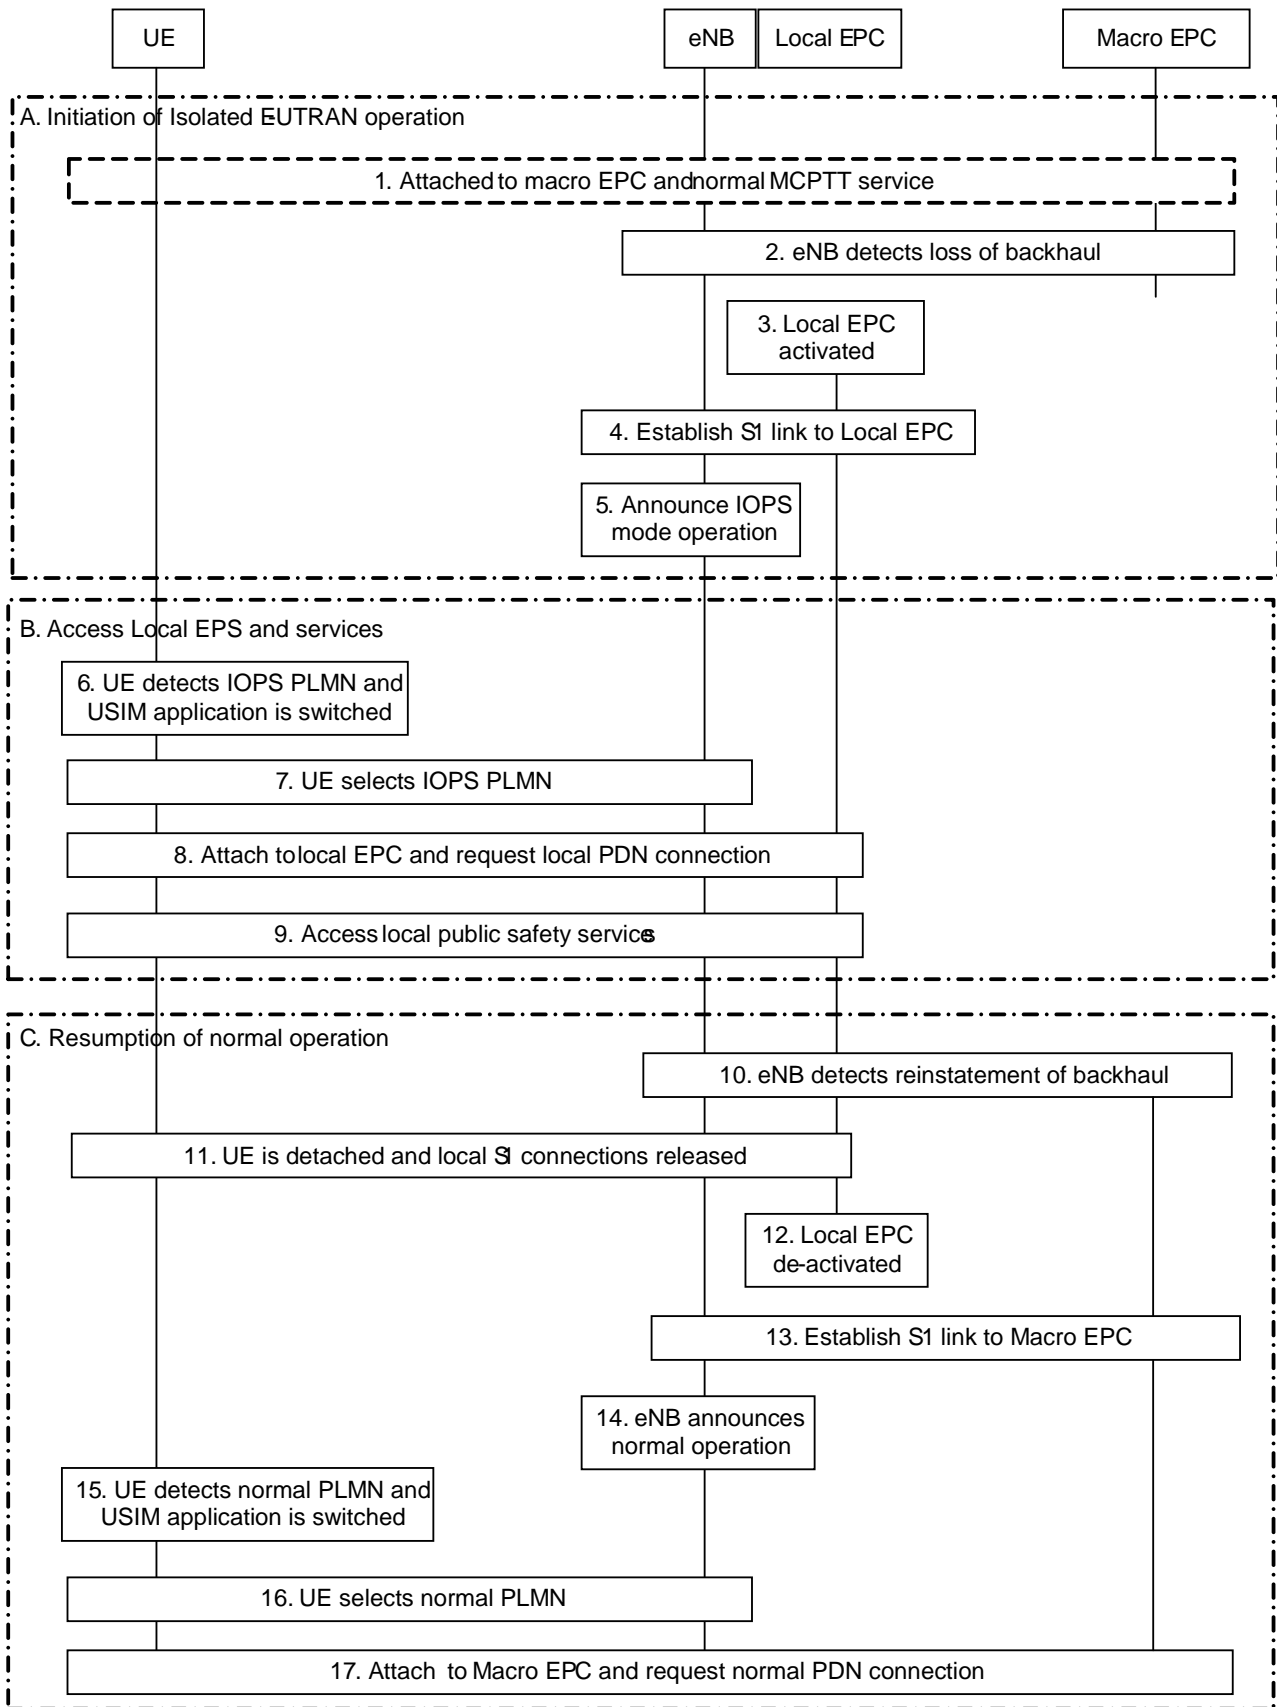 UE
eNB
Local EPC
Macro EPC
A. Initiation of Isolated E-UTRAN operation
1. Attached to macro EPC and normal MCPTT service
2. eNB detects loss of backhaul
3. Local EPC
activated
4. Establish S1 link to Local EPC
5. Announce IOPS
mode operation
B. Access Local EPS and services
6. UE detects IOPS PLMN and
USIM application is switched
7. UE selects IOPS PLMN
8. Attach to local EPC and request local PDN connection
9. Access local public safety services
C. Resumption of normal operation
10. eNB detects reinstatement of backhaul
11. UE is detached and local S1 connections released
12. Local EPC
de-activated
13. Establish S1 link to Macro EPC
14. eNB announces
normal operation
15. UE detects normal PLMN and
USIM application is switched
16. UE selects normal PLMN
17. Attach to Macro EPC and request normal PDN connection